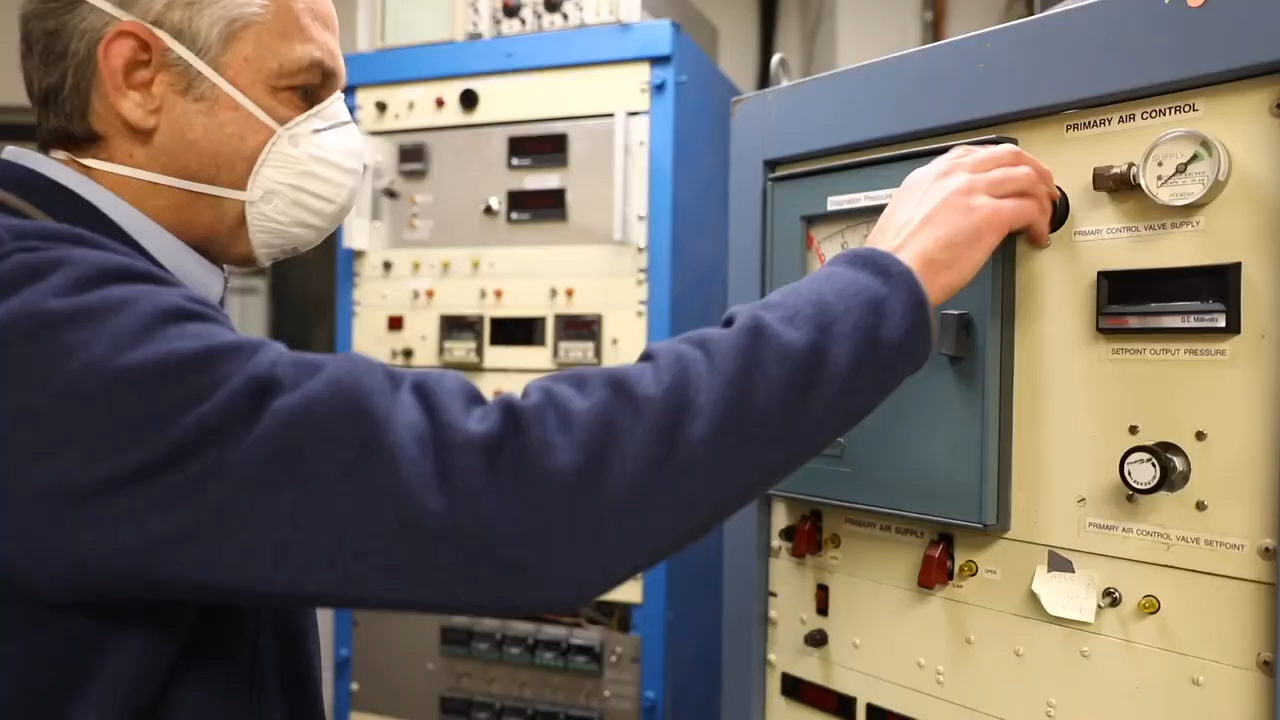 PRIMARY AIR CONTROL
SUPPLY
PRIMARY CONTROL VALVE SUPPLY
Stagnation Pressure
D.C. Millivolts
SETPOINT OUTPUT PRESSURE
PRIMARY AIR CONTROL VALVE SETPOINT
PRIMARY AIR SUPPLY
OPEN